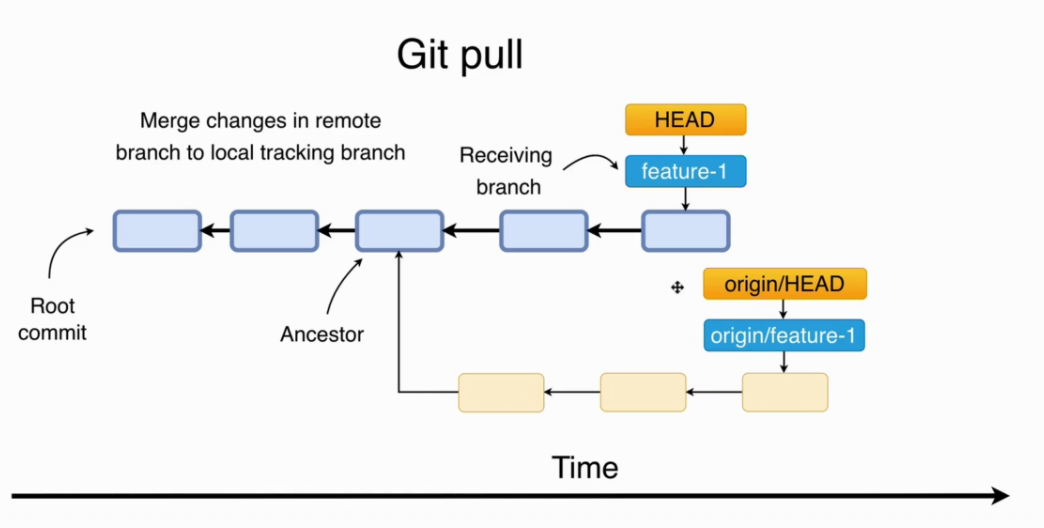 Git pull
Merge changes in remote
branch to local tracking branch
Receiving
branch
HEAD
feature-1
Root
commit
Ancestor
origin/HEAD
origin/feature-1
Time